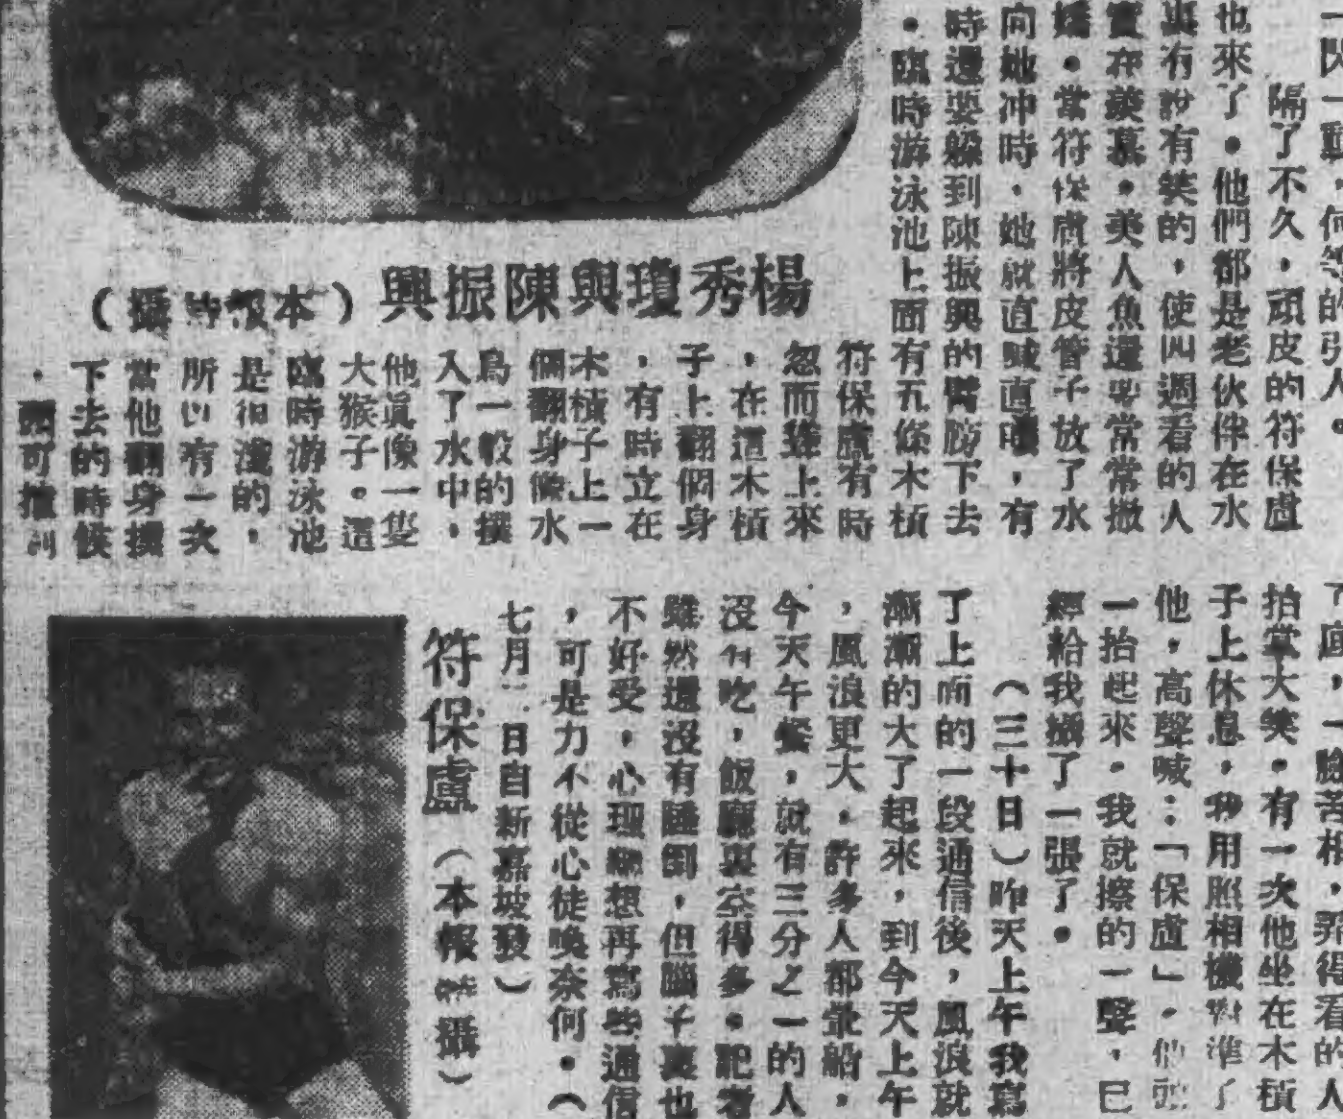 隔了不久，頑皮的符保盧
也來了。他們都是老伙伴在水
裏有說有笑的，使四週看的人
實在羨慕。美人魚還要常常撒
嬌。當符保盧將皮管子放了水
向她冲時，她就直喊直嚷，有
時還要躱到陳振興的臂膀下去
。臨時游泳池上面有五條木槓
符保盧有時
忽而聳上來
，在這木槓
子上翻個身
，有時立在
木槓子上一
個翻身像水
鳥一般的撲
入了水中，
他眞像一隻
大猴子。這
臨時游泳池
是很淺的，
所以有一次
當他翻身撲
下去的時候
楊秀瓊與陳振興（本報特攝）
拍掌大笑。有一次他坐在木槓
子上休息，我用照相機對準了
他，高聲喊：「保盧」。他頭
一抬起來。我就擦的一聲，已
經給我攝了一張了。
（三十日）昨天上午我寫
了上面的一段通信後，風浪就
漸漸的大了起來，到今天上午
，風浪更大。許多人都暈船，
今天午餐，就有三分之一的人
沒有吃，飯廳裏空得多。記者
雖然還沒有睡倒，但腦子裏也
不好受，心理雖想再寫些通信
，可是力不從心徒喚奈何。（
七月二日自新嘉坡發）
符保盧（本報特攝）